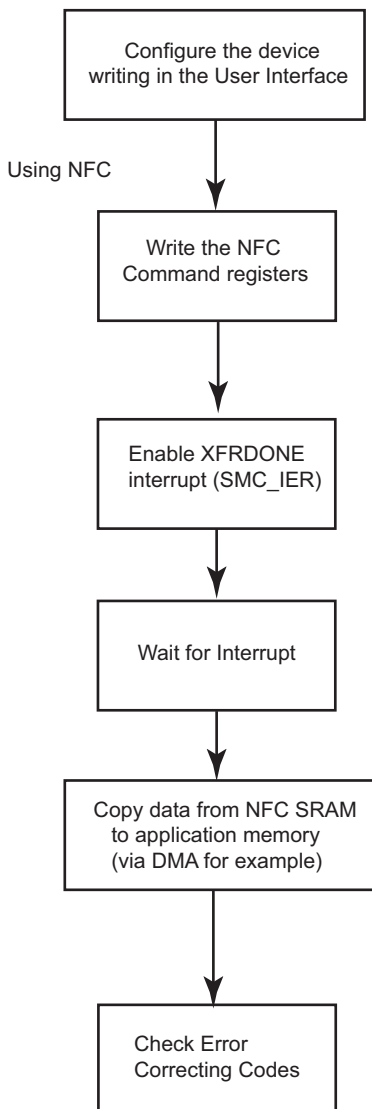 Configure the device
writing in the User Interface
Using NFC
Write the NFC
Command registers
Enable XFRDONE
interrupt (SMC_IER)
Wait for Interrupt
Copy data from NFC SRAM
to application memory
(via DMA for example)
Check Error
Correcting Codes